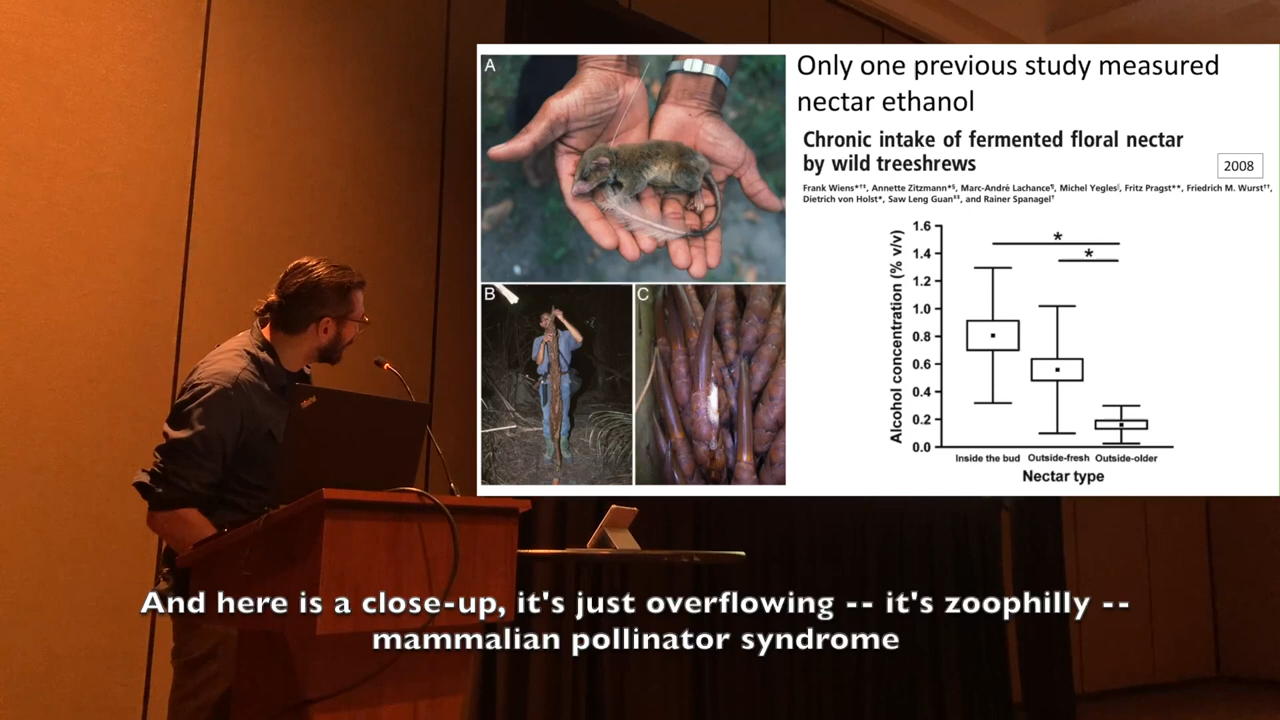 A
B
C
Only one previous study measured
nectar ethanol
Chronic intake of fermented floral nectar
by wild treeshrews
2008
Frank Wiens*†‡, Annette Zitzmann*§, Marc-André Lachance¶, Michel Yegles‖, Fritz Pragst**, Friedrich M. Wurst††,
Dietrich von Holst*, Saw Leng Guan‡‡, and Rainer Spanagel†
Alcohol concentration (% v/v)
1.6
1.4
1.2
1.0
0.8
0.6
0.4
0.2
0.0
*
*
Inside the bud Outside-fresh Outside-older
Nectar type
And here is a close-up, it's just overflowing -- it's zoophilly --
mammalian pollinator syndrome